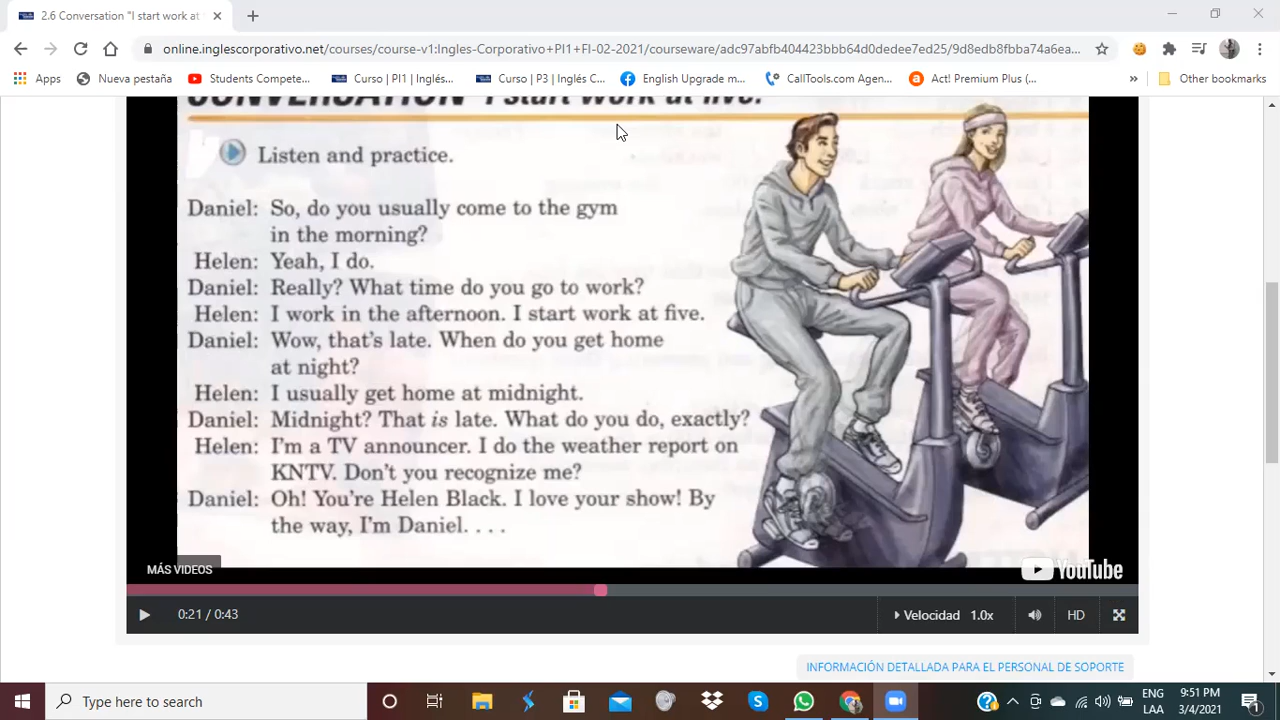 2.6 Conversation "I start work at
online.inglescorporativo.net/courses/course-v1:Ingles-Corporativo+PI1+FI-02-2021/courseware/adc97abfb404423bbb64d0dedee7ed25/9d8edb8fbba74a6ea...
Apps
Nueva pestaña
Students Compete...
Curso | PI1 | Inglés...
Curso | P3 | Inglés C...
English Upgrade m...
CallTools.com Agen...
Act! Premium Plus (...
»
Other bookmarks
CONVERSATION I start work at five.
Listen and practice.
Daniel: So, do you usually come to the gym
in the morning?
Helen: Yeah, I do.
Daniel: Really? What time do you go to work?
Helen: I work in the afternoon. I start work at five.
Daniel: Wow, that's late. When do you get home
at night?
Helen: I usually get home at midnight.
Daniel: Midnight? That is late. What do you do, exactly?
Helen: I'm a TV announcer. I do the weather report on
KNTV. Don't you recognize me?
Daniel: Oh! You're Helen Black. I love your show! By
the way, I'm Daniel. . . .
MÁS VIDEOS
YouTube
0:21 / 0:43
Velocidad 1.0x
HD
INFORMACIÓN DETALLADA PARA EL PERSONAL DE SOPORTE
Type here to search
ENG
LAA
9:51 PM
3/4/2021
1